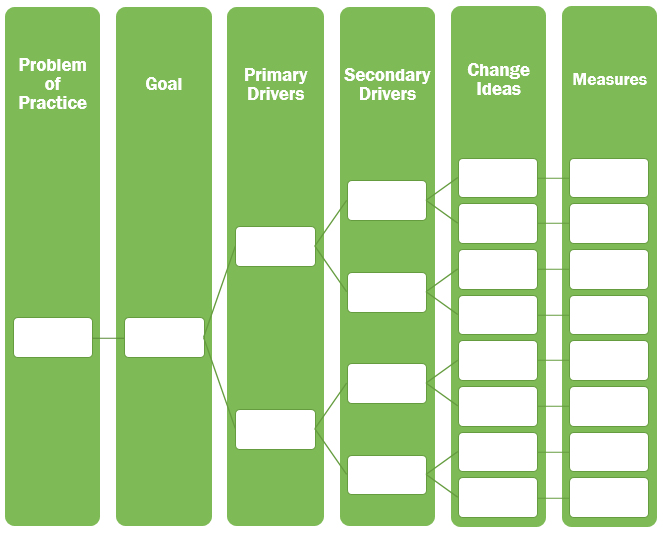 Problem
of
Practice
Goal
Primary
Drivers
Secondary
Drivers
Change
Ideas
Measures